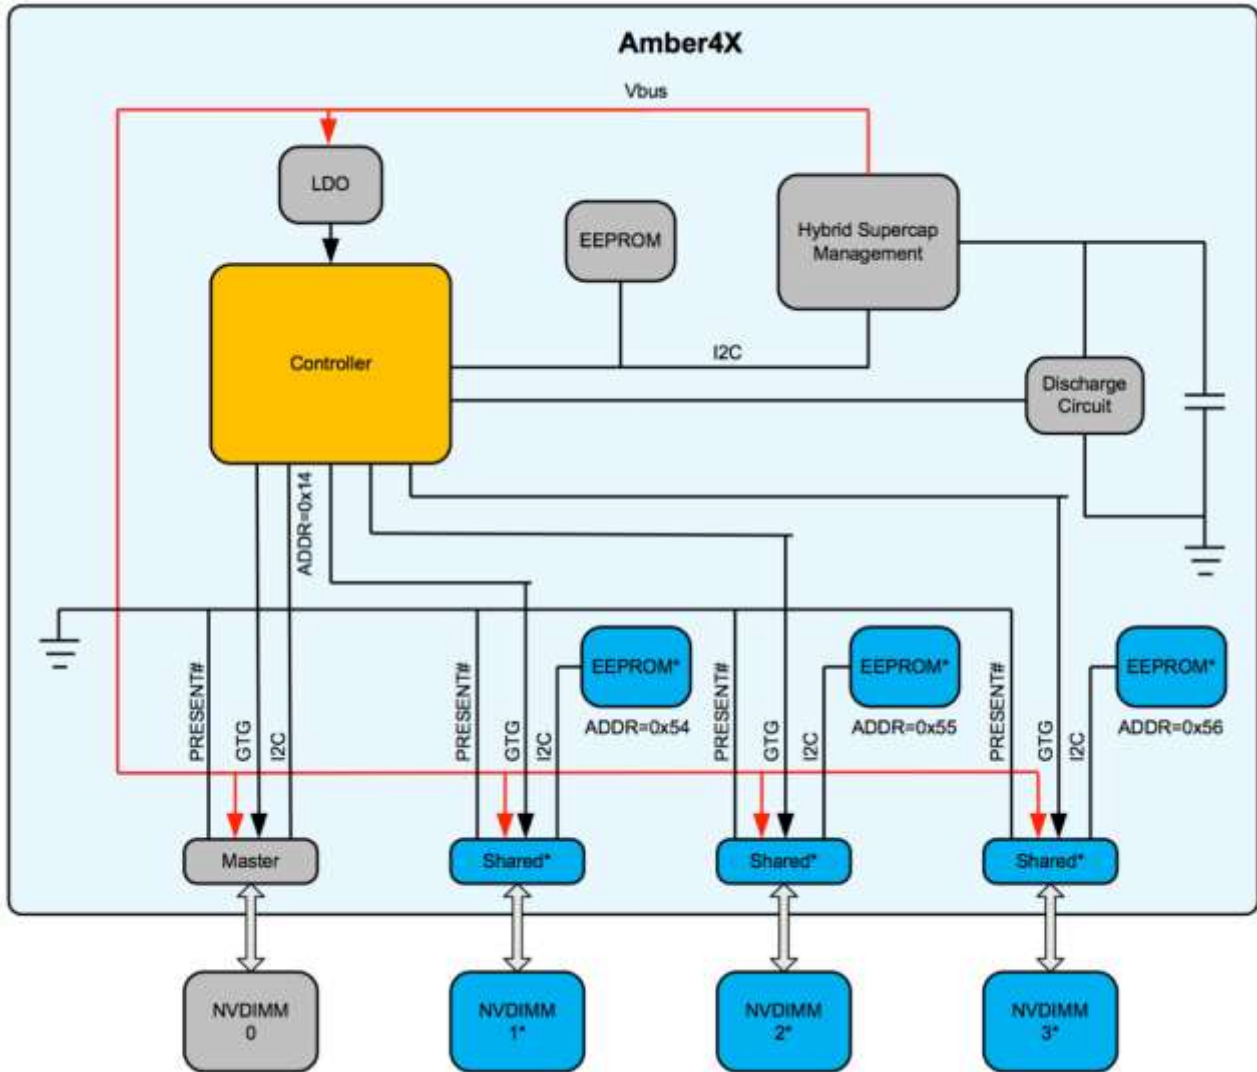 Amber4X
Vbus
LDO
EEPROM
Hybrid Supercap
Management
Controller
I2C
Discharge
Circuit
ADDR=0x14
PRESENT#
GTG
I2C
PRESENT#
GTG
I2C
EEPROM*
ADDR=0x54
PRESENT#
GTG
I2C
EEPROM*
ADDR=0x55
PRESENT#
GTG
I2C
EEPROM*
ADDR=0x56
Master
Shared*
Shared*
Shared*
NVDIMM
0
NVDIMM
1*
NVDIMM
2*
NVDIMM
3*